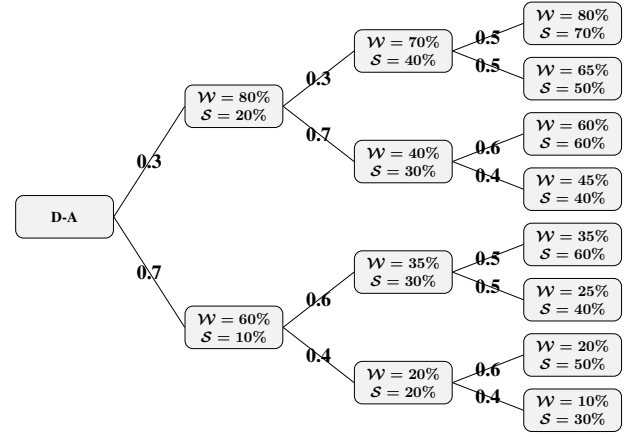 𝒲 = 80%
𝒮 = 70%
0.5
𝒲 = 70%
𝒮 = 40%
0.5
𝒲 = 65%
𝒮 = 50%
0.3
𝒲 = 80%
𝒮 = 20%
0.7
𝒲 = 60%
𝒮 = 60%
0.6
𝒲 = 40%
𝒮 = 30%
0.4
𝒲 = 45%
𝒮 = 40%
0.3
D-A
0.7
𝒲 = 35%
𝒮 = 60%
0.5
𝒲 = 35%
𝒮 = 30%
0.5
𝒲 = 25%
𝒮 = 40%
0.6
𝒲 = 60%
𝒮 = 10%
0.4
𝒲 = 20%
𝒮 = 50%
0.6
𝒲 = 20%
𝒮 = 20%
0.4
𝒲 = 10%
𝒮 = 30%